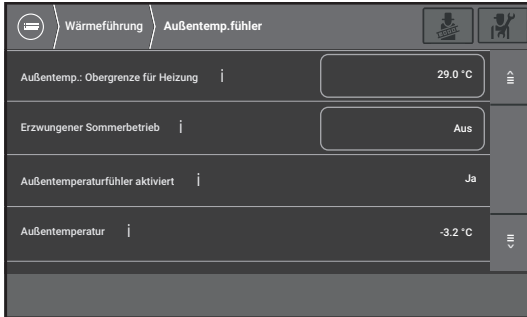 Wärmeführung Außentemp.fühler
Außentemp.: Obergrenze für Heizung i 29.0 °C
Erzwungener Sommerbetrieb i Aus
Außentemperaturfühler aktiviert i Ja
Außentemperatur i -3.2 °C